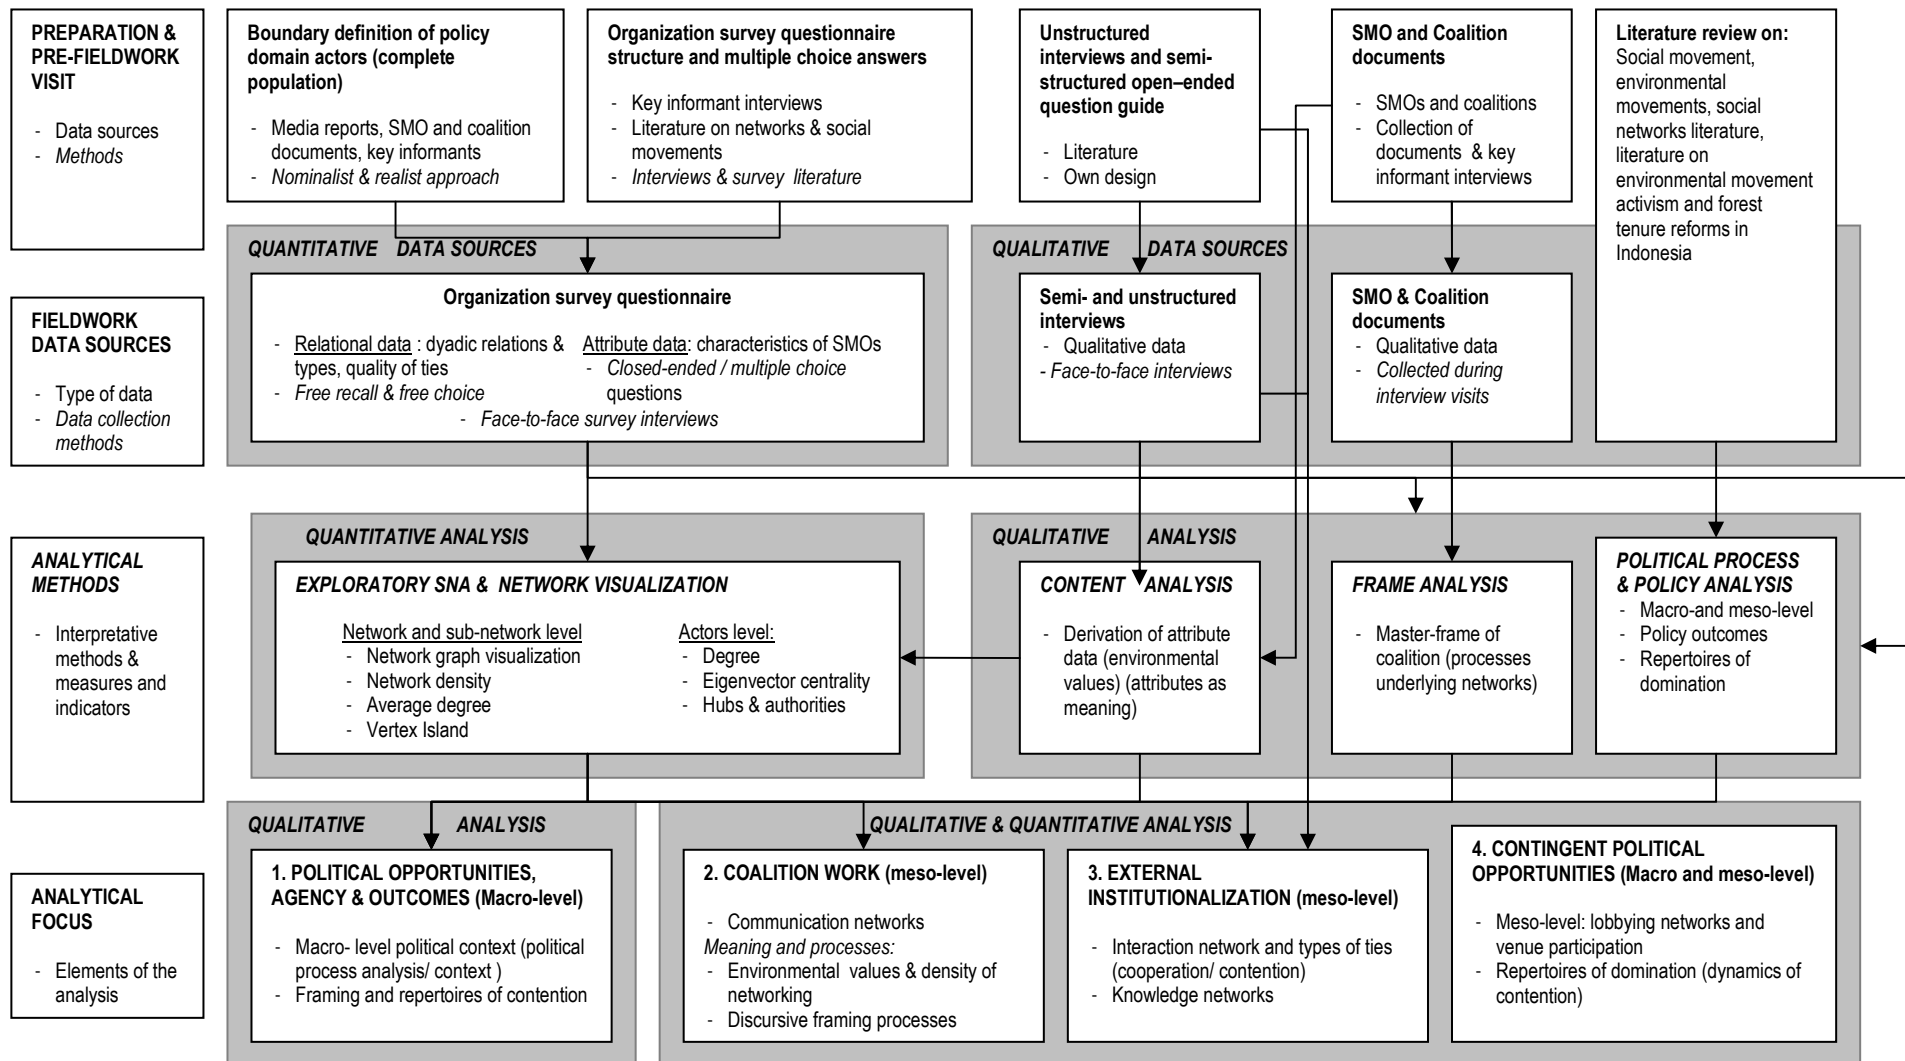 PREPARATION &
PRE-FIELDWORK
VISIT
- Data sources
- Methods
Boundary definition of policy
domain actors (complete
population)
- Media reports, SMO and coalition
documents, key informants
- Nominalist & realist approach
Organization survey questionnaire
structure and multiple choice answers
- Key informant interviews
- Literature on networks & social
movements
- Interviews & survey literature
Unstructured
interviews and semi-
structured open–ended
question guide
- Literature
- Own design
SMO and Coalition
documents
- SMOs and coalitions
- Collection of
documents & key
informant interviews
Literature review on:
Social movement,
environmental
movements, social
networks literature,
literature on
environmental movement
activism and forest
tenure reforms in
Indonesia
QUANTITATIVE DATA SOURCES
QUALITATIVE DATA SOURCES
FIELDWORK
DATA SOURCES
- Type of data
- Data collection
methods
Organization survey questionnaire
- Relational data : dyadic relations &
types, quality of ties
- Free recall & free choice
Attribute data: characteristics of SMOs
- Closed-ended / multiple choice
questions
- Face-to-face survey interviews
Semi- and unstructured
interviews
- Qualitative data
- Face-to-face interviews
SMO & Coalition
documents
- Qualitative data
- Collected during
interview visits
QUANTITATIVE ANALYSIS
QUALITATIVE ANALYSIS
ANALYTICAL
METHODS
- Interpretative
methods &
measures and
indicators
EXPLORATORY SNA & NETWORK VISUALIZATION
Network and sub-network level
- Network graph visualization
- Network density
- Average degree
- Vertex Island
Actors level:
- Degree
- Eigenvector centrality
- Hubs & authorities
CONTENT ANALYSIS
- Derivation of attribute
data (environmental
values) (attributes as
meaning)
FRAME ANALYSIS
- Master-frame of
coalition (processes
underlying networks)
POLITICAL PROCESS
& POLICY ANALYSIS
- Macro-and meso-level
- Policy outcomes
- Repertoires of
domination
QUALITATIVE ANALYSIS
QUALITATIVE & QUANTITATIVE ANALYSIS
ANALYTICAL
FOCUS
- Elements of the
analysis
1. POLITICAL OPPORTUNITIES,
AGENCY & OUTCOMES (Macro-level)
- Macro- level political context (political
process analysis/ context )
- Framing and repertoires of contention
2. COALITION WORK (meso-level)
- Communication networks
Meaning and processes:
- Environmental values & density of
networking
- Discursive framing processes
3. EXTERNAL
INSTITUTIONALIZATION (meso-level)
- Interaction network and types of ties
(cooperation/ contention)
- Knowledge networks
4. CONTINGENT POLITICAL
OPPORTUNITIES (Macro and meso-level)
- Meso-level: lobbying networks and
venue participation
- Repertoires of domination (dynamics of
contention)